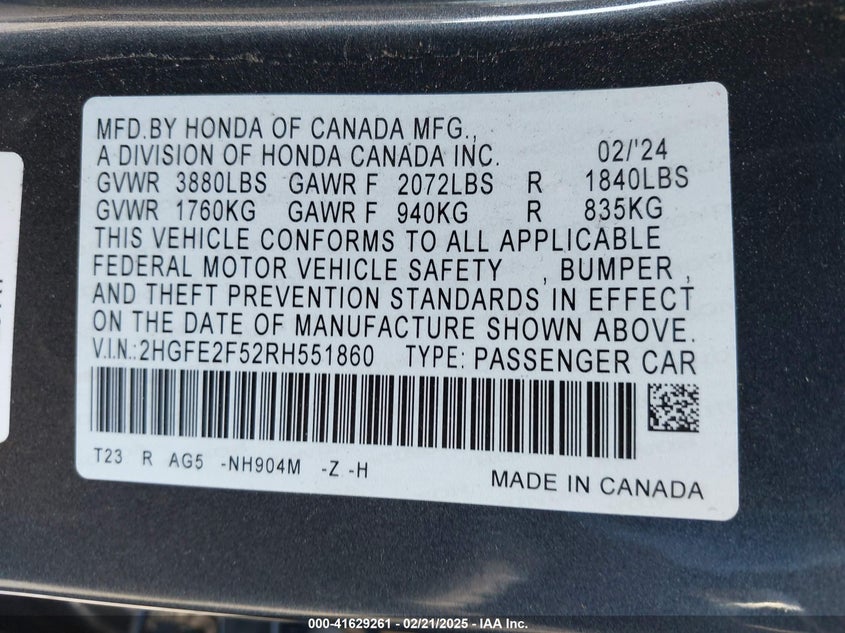 MFD.BY HONDA OF CANADA MFG.,
A DIVISION OF HONDA CANADA INC. 02/'24
GVWR 3880LBS GAWR F 2072LBS R 1840LBS
GVWR 1760KG GAWR F 940KG R 835KG
THIS VEHICLE CONFORMS TO ALL APPLICABLE
FEDERAL MOTOR VEHICLE SAFETY , BUMPER ,
AND THEFT PREVENTION STANDARDS IN EFFECT
ON THE DATE OF MANUFACTURE SHOWN ABOVE.
V.I.N.:2HGFE2F52RH551860 TYPE: PASSENGER CAR
T23 R AG5 -NH904M -Z -H
MADE IN CANADA
000-41629261 - 02/21/2025 - IAA Inc.